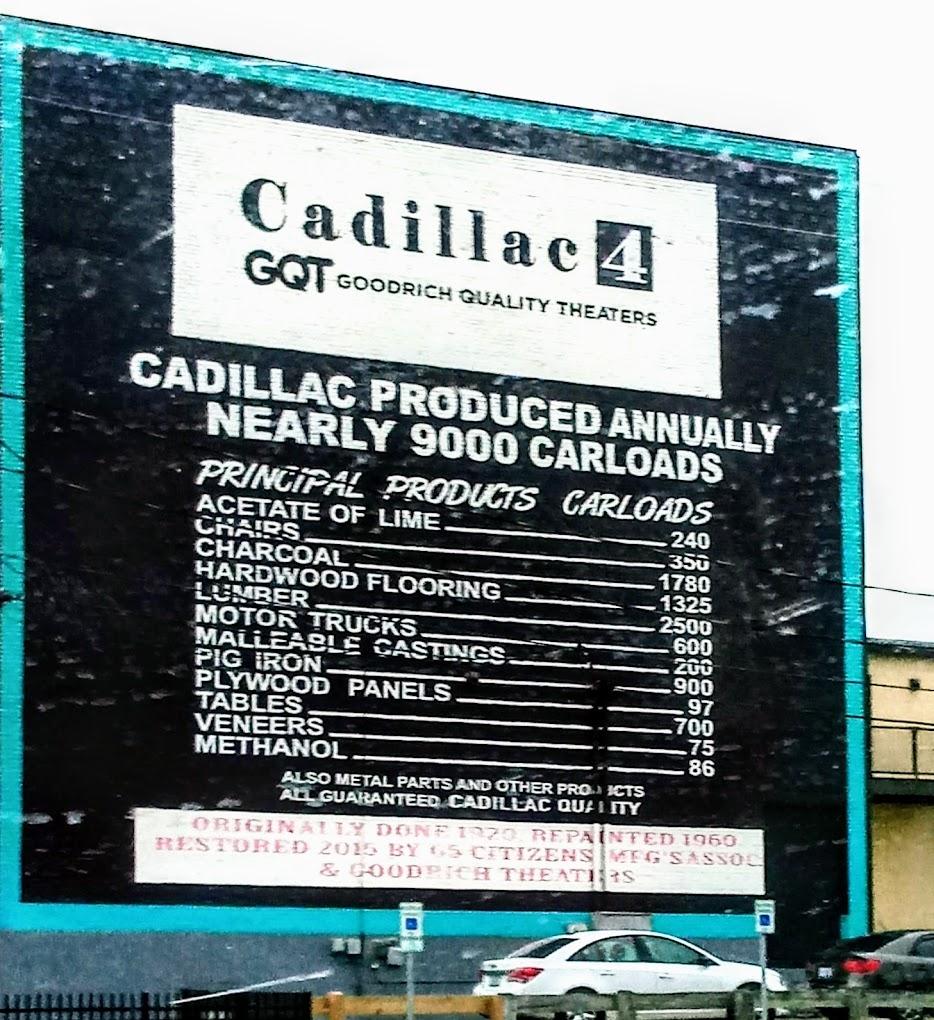 Cadillac 4
GQT GOODRICH QUALITY THEATERS
CADILLAC PRODUCED ANNUALLY
NEARLY 9000 CARLOADS
PRINCIPAL PRODUCTS CARLOADS
ACETATE OF LIME 240
CHAIRS 350
CHARCOAL 1780
HARDWOOD FLOORING 1325
LUMBER 2500
MOTOR TRUCKS 600
MALLEABLE CASTINGS 200
PIG IRON 900
PLYWOOD PANELS 97
TABLES 700
VENEERS 75
METHANOL 86
ALSO METAL PARTS AND OTHER PRODUCTS
ALL GUARANTEED CADILLAC QUALITY
ORIGINALLY DONE 1920 REPAINTED 1960
RESTORED 2015 BY CITIZENS, MFG'S ASSOC
& GOODRICH THEATERS